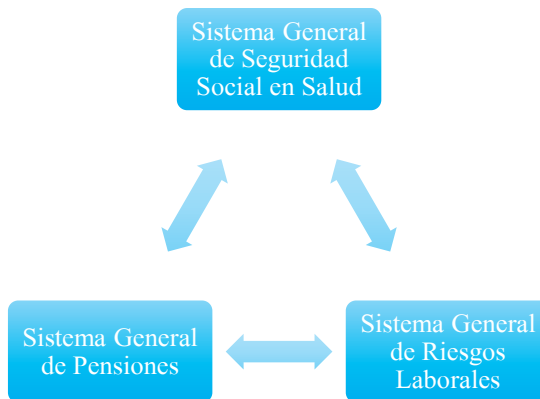 Sistema General
de Seguridad
Social en Salud
Sistema General
de Pensiones
Sistema General
de Riesgos
Laborales